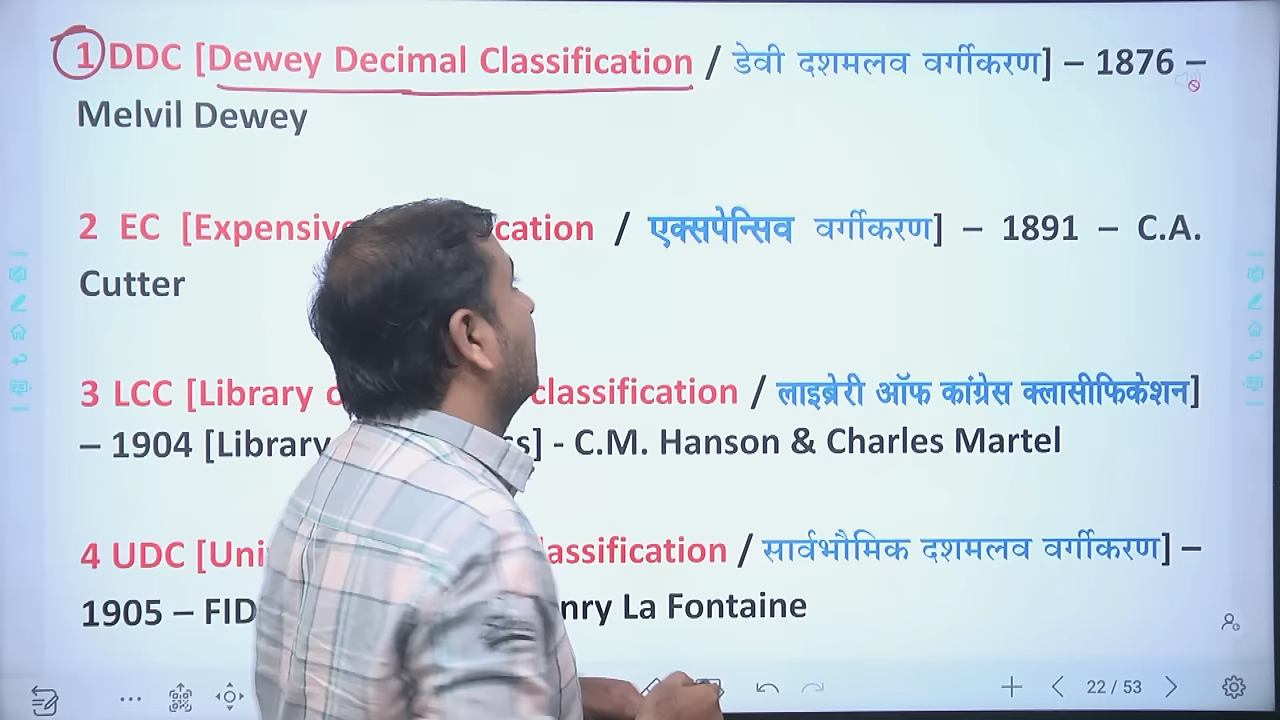 1 DDC [Dewey Decimal Classification / डेवी दशमलव वर्गीकरण] – 1876 –
Melvil Dewey
2 EC [Expensive cation / एक्सपेन्सिव वर्गीकरण] – 1891 – C.A.
Cutter
3 LCC [Library classification / लाइब्रेरी ऑफ कांग्रेस क्लासीफिकेशन]
– 1904 [Library ss] - C.M. Hanson & Charles Martel
4 UDC [Uni lassification / सार्वभौमिक दशमलव वर्गीकरण] –
1905 – FID nry La Fontaine
22 / 53